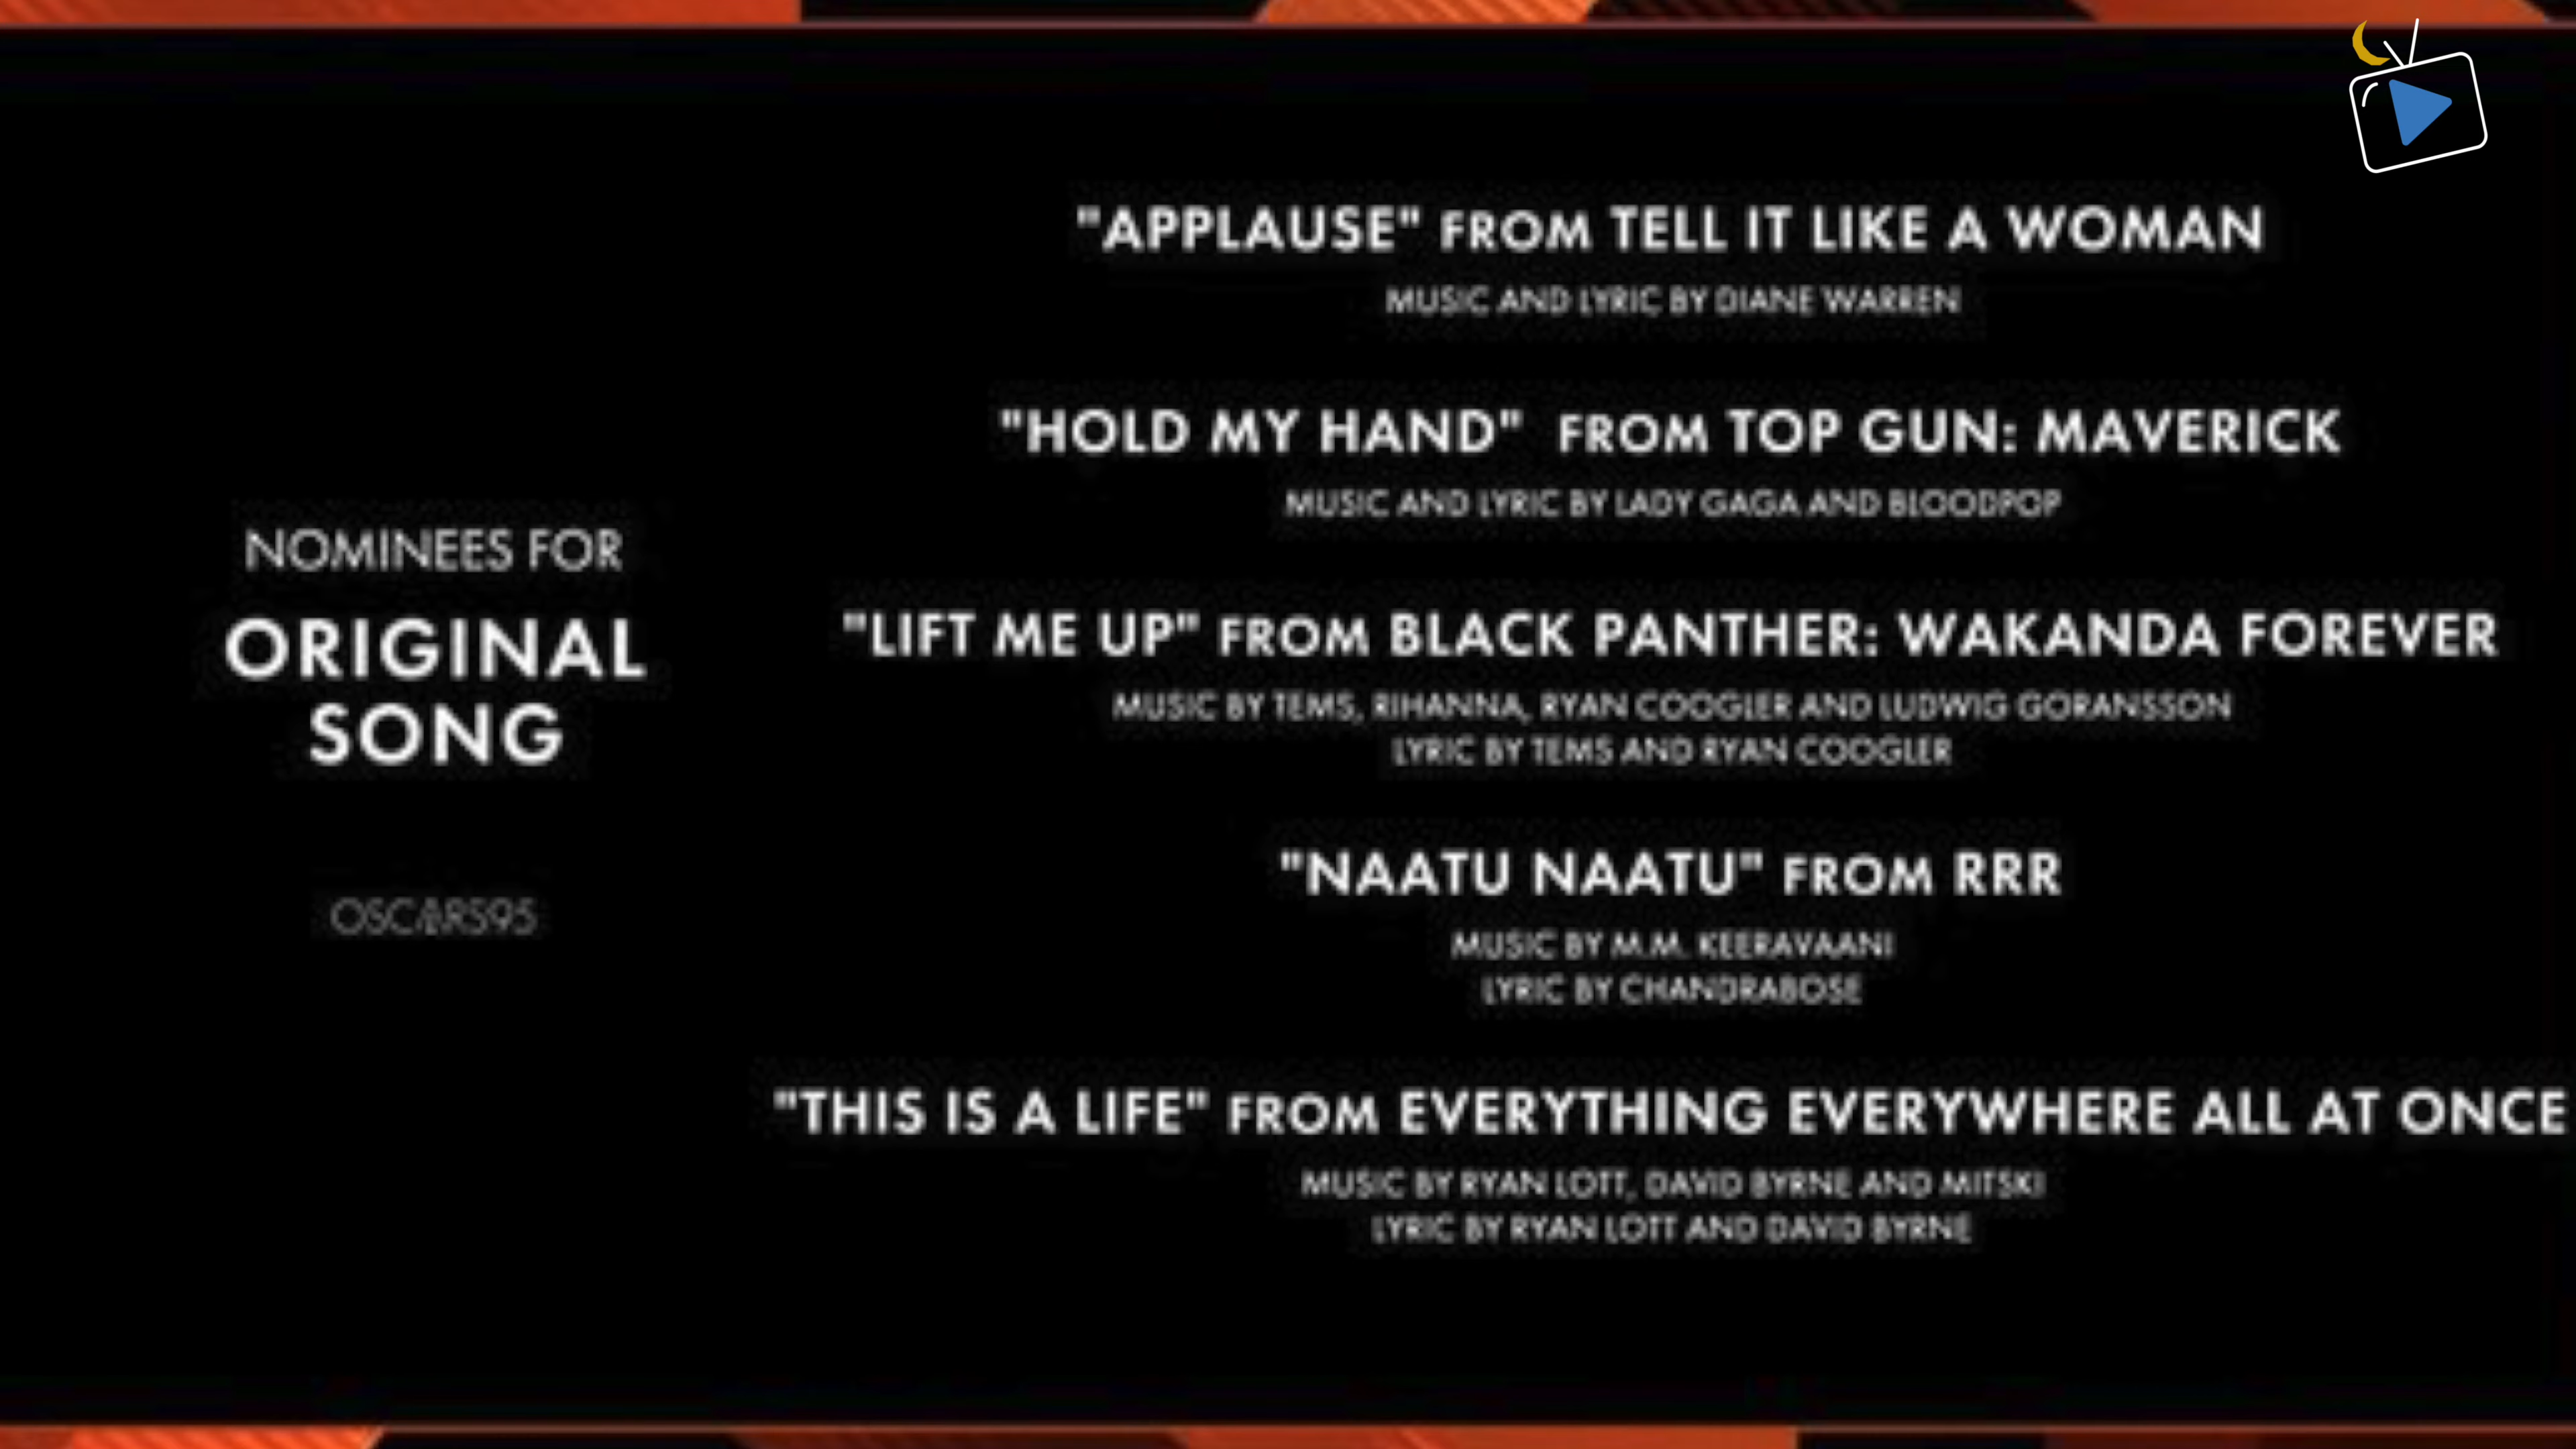 NOMINEES FOR
ORIGINAL
SONG
OSCARS95
"APPLAUSE" FROM TELL IT LIKE A WOMAN
MUSIC AND LYRIC BY DIANE WARREN
"HOLD MY HAND" FROM TOP GUN: MAVERICK
MUSIC AND LYRIC BY LADY GAGA AND BLOODPOP
"LIFT ME UP" FROM BLACK PANTHER: WAKANDA FOREVER
MUSIC BY TEMS, RIHANNA, RYAN COOGLER AND LUDWIG GORANSSON
LYRIC BY TEMS AND RYAN COOGLER
"NAATU NAATU" FROM RRR
MUSIC BY M.M. KEERAVAANI
LYRIC BY CHANDRABOSE
"THIS IS A LIFE" FROM EVERYTHING EVERYWHERE ALL AT ONCE
MUSIC BY RYAN LOTT, DAVID BYRNE AND MITSKI
LYRIC BY RYAN LOTT AND DAVID BYRNE